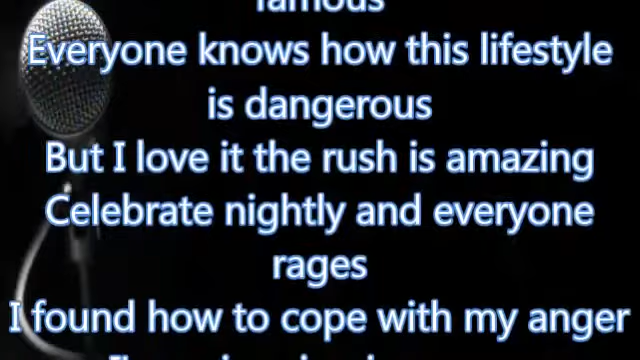 famous
Everyone knows how this lifestyle
is dangerous
But I love it the rush is amazing
Celebrate nightly and everyone
rages
I found how to cope with my anger